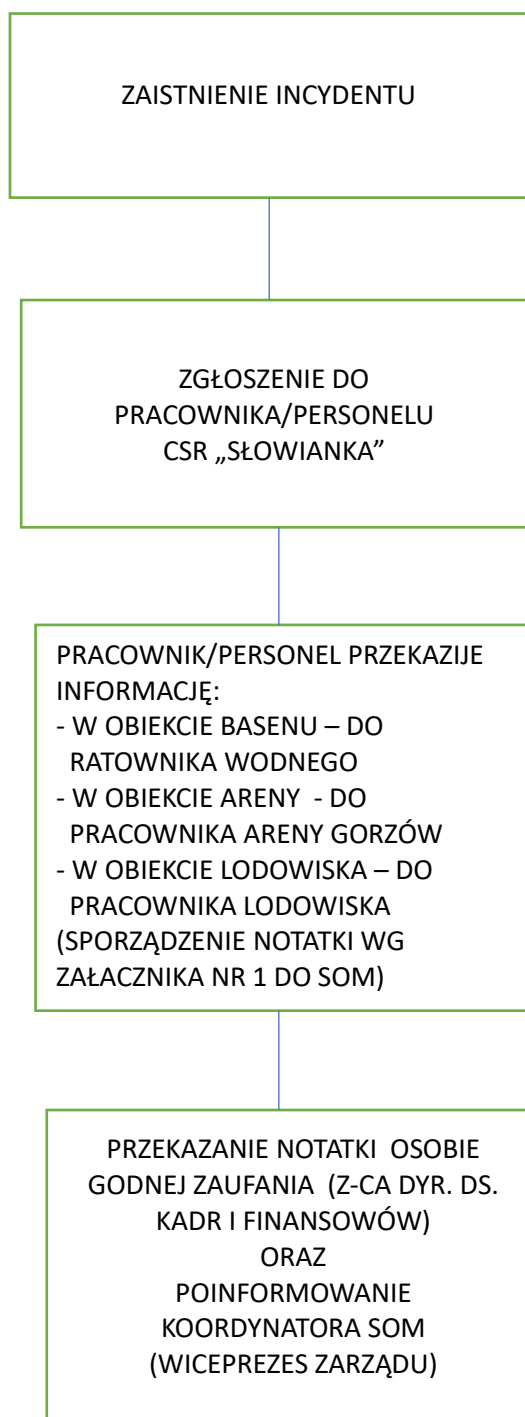 ZAISTNIENIE INCYDENTU
ZGŁOSZENIE DO
PRACOWNIKA/PERSONELU
CSR „SŁOWIANKA”
PRACOWNIK/PERSONEL PRZEKAZIJE
INFORMACJĘ:
- W OBIEKCIE BASENU – DO
RATOWNIKA WODNEGO
- W OBIEKCIE ARENY - DO
PRACOWNIKA ARENY GORZÓW
- W OBIEKCIE LODOWISKA – DO
PRACOWNIKA LODOWISKA
(SPORZĄDZENIE NOTATKI WG
ZAŁACZNIKA NR 1 DO SOM)
PRZEKAZANIE NOTATKI OSOBIE
GODNEJ ZAUFANIA (Z-CA DYR. DS.
KADR I FINANSOWÓW)
ORAZ
POINFORMOWANIE
KOORDYNATORA SOM
(WICEPREZES ZARZĄDU)